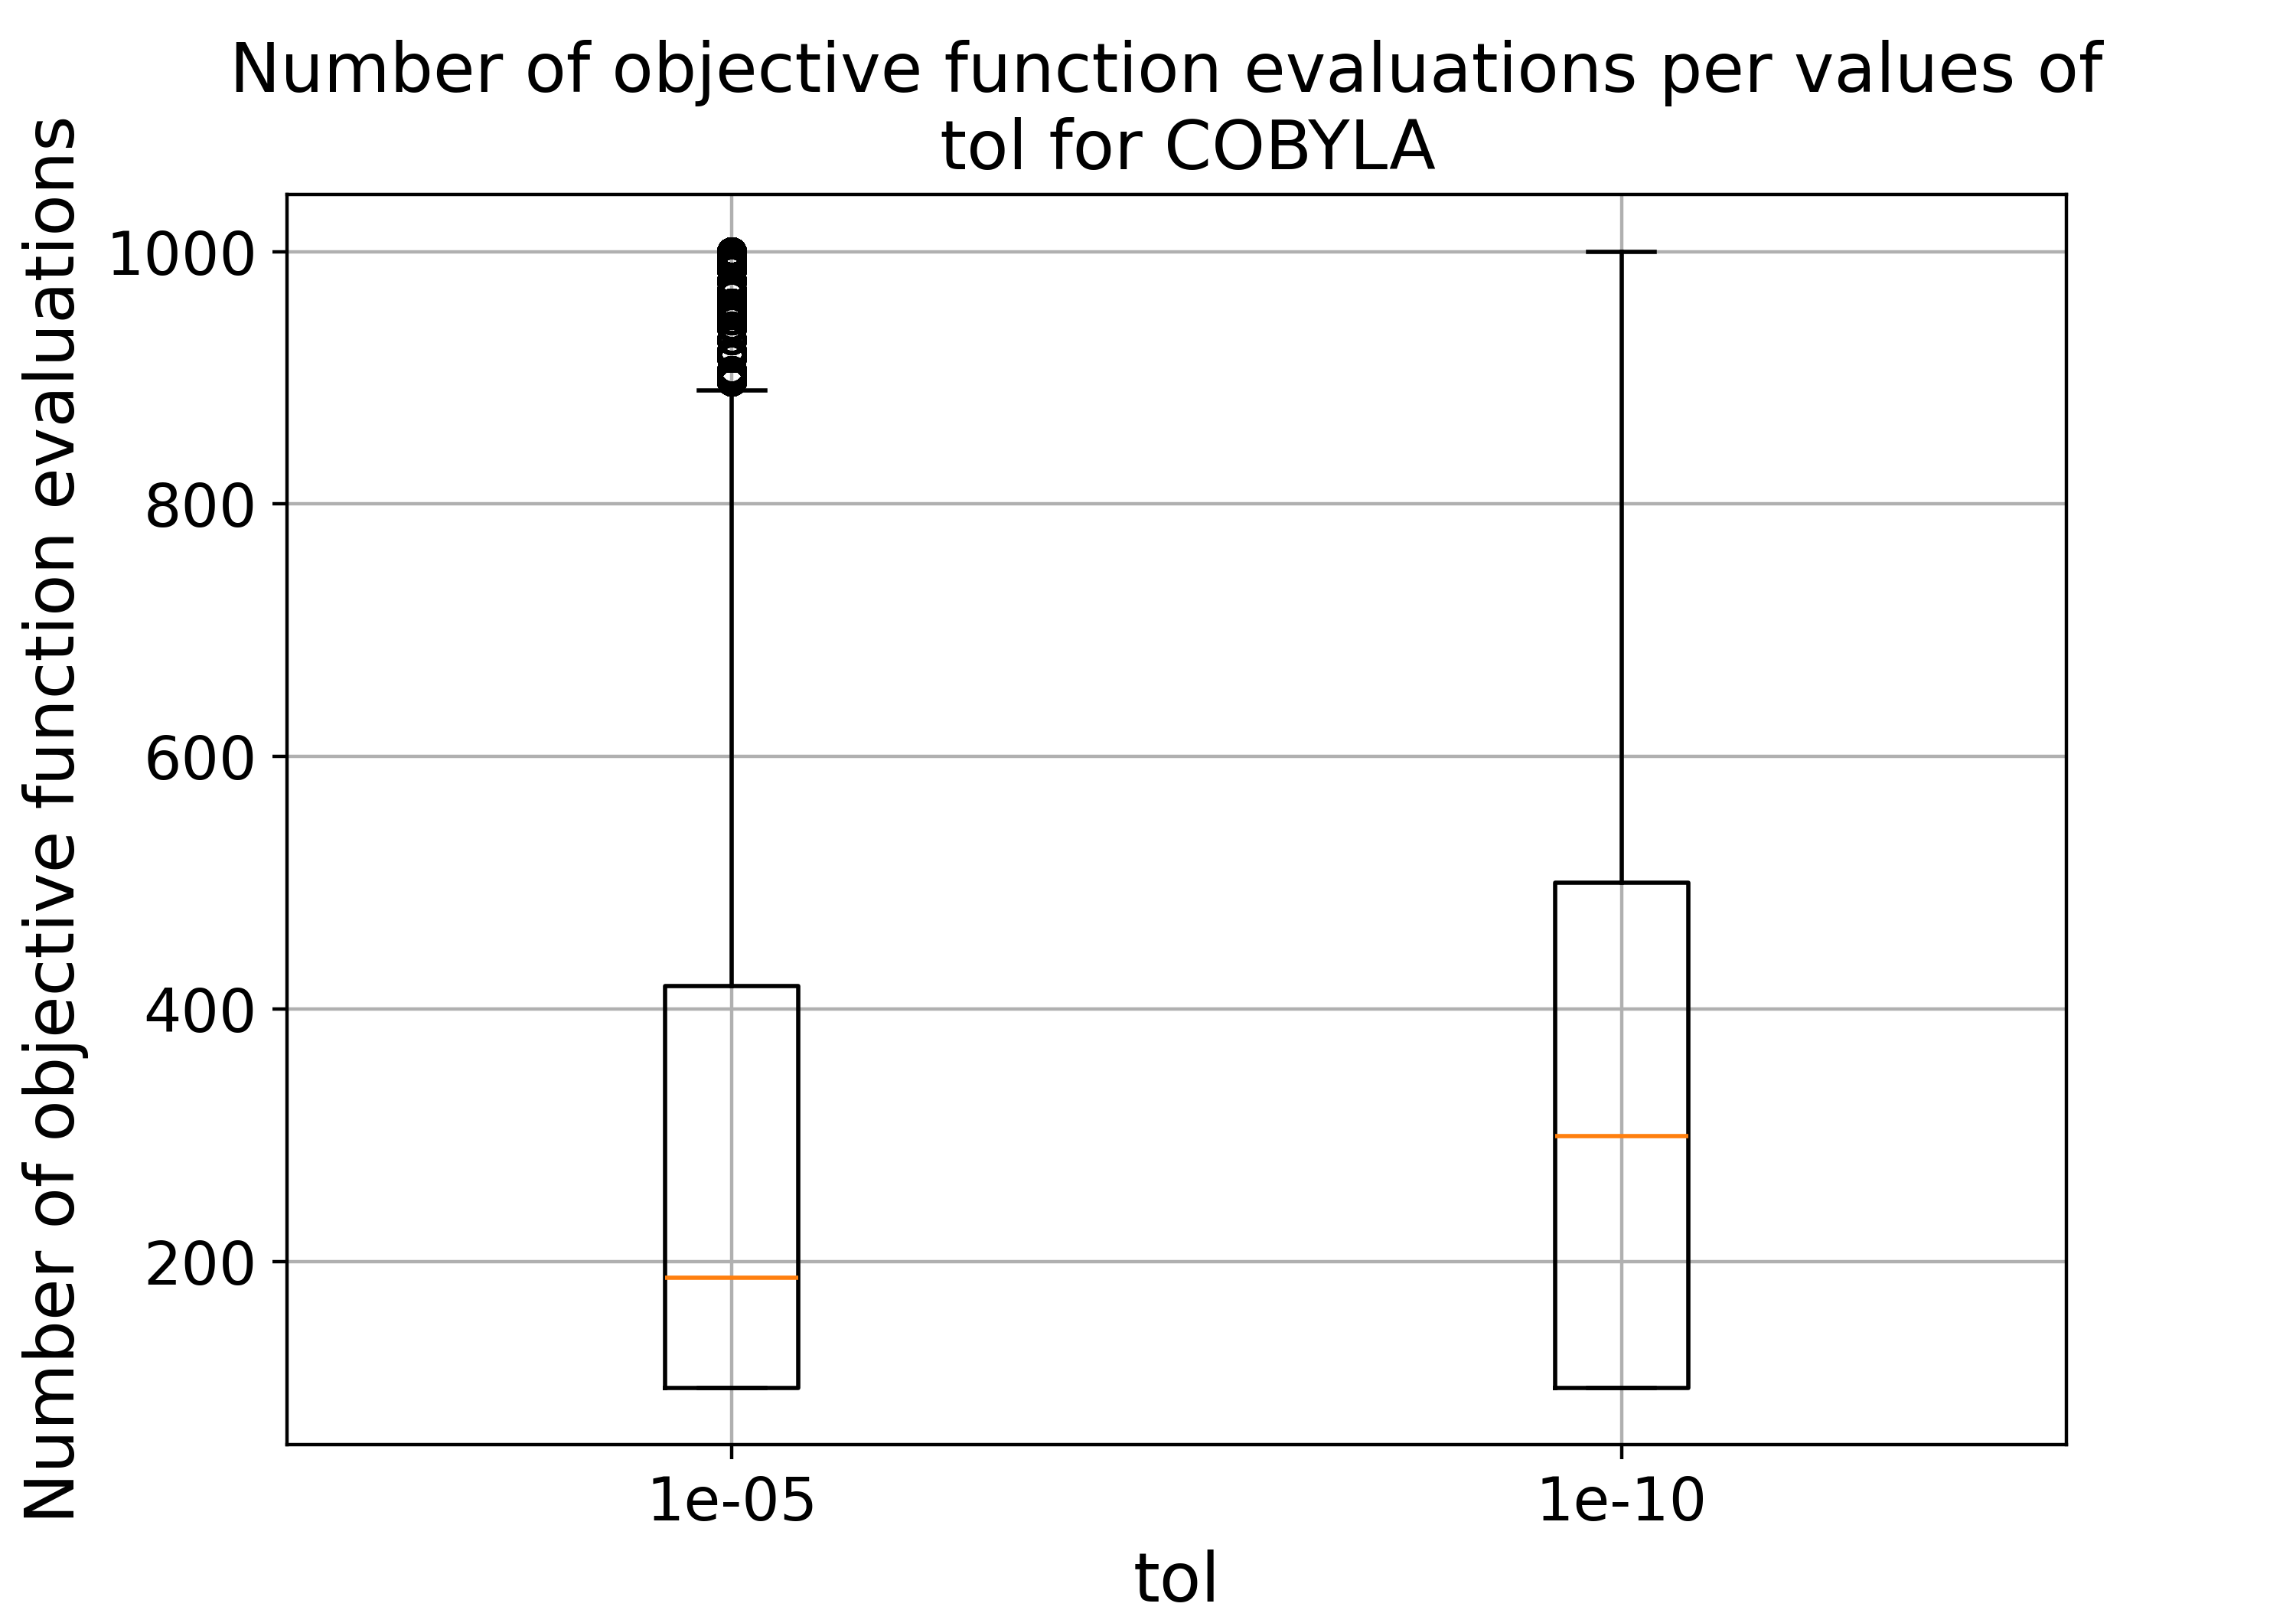 Number of objective function evaluations per values of
tol for COBYLA
Number of objective function evaluations
1000
800
600
400
200
1e-05
1e-10
tol